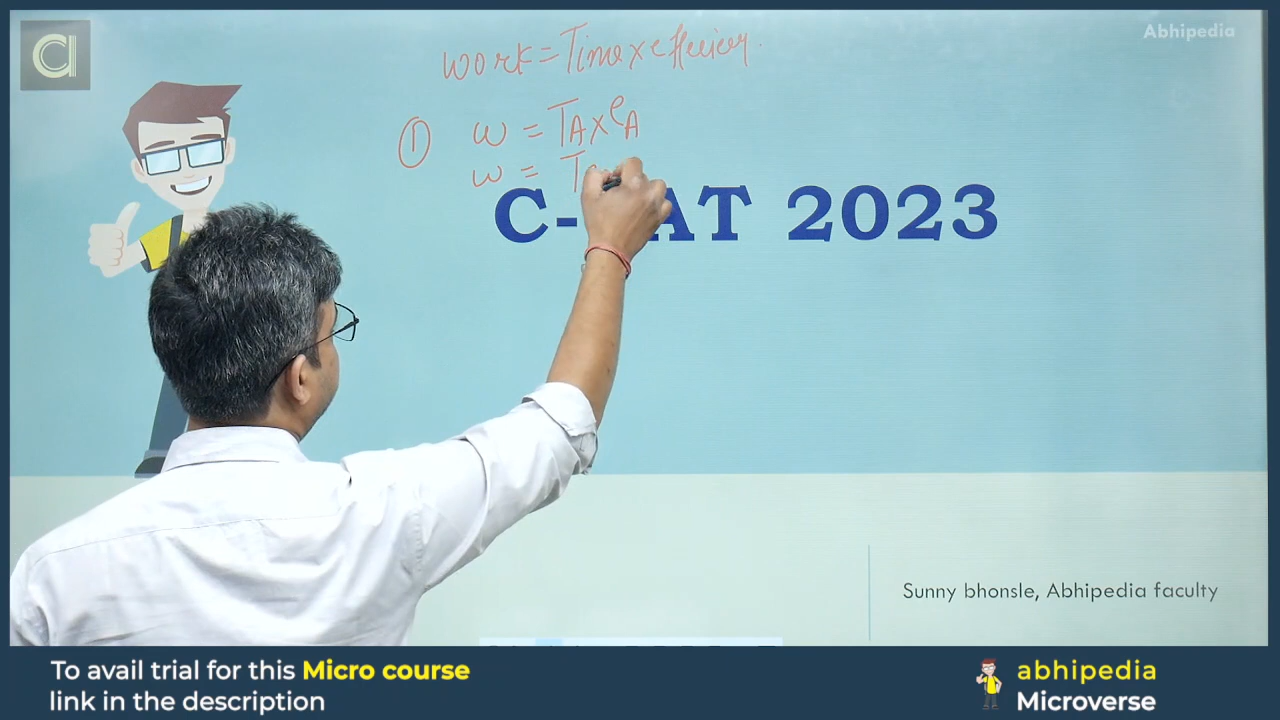 Abhipedia
Work = Time x efficiency.
① W = TA x eA
W = T
C- AT 2023
Sunny bhonsle, Abhipedia faculty
To avail trial for this Micro course
link in the description
abhipedia
Microverse